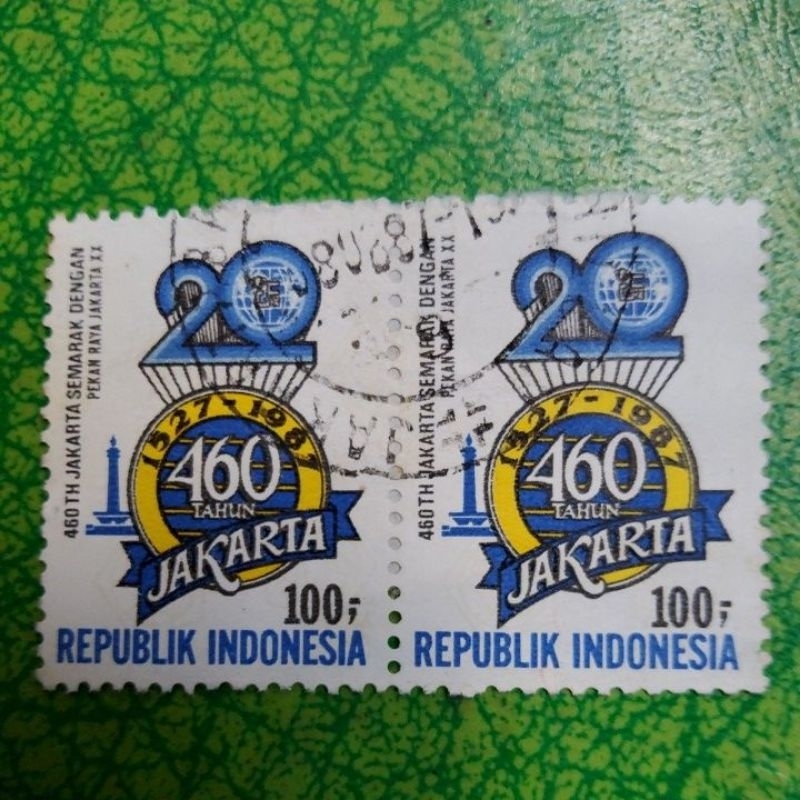 460 TH JAKARTA SEMARAK DENGAN
PEKAN RAYA JAKARTA XX
20
1527-1987
460
TAHUN
JAKARTA
100,-
REPUBLIK INDONESIA
460 TH JAKARTA SEMARAK DENGAN
PEKAN RAYA JAKARTA XX
20
1527-1987
460
TAHUN
JAKARTA
100,-
REPUBLIK INDONESIA